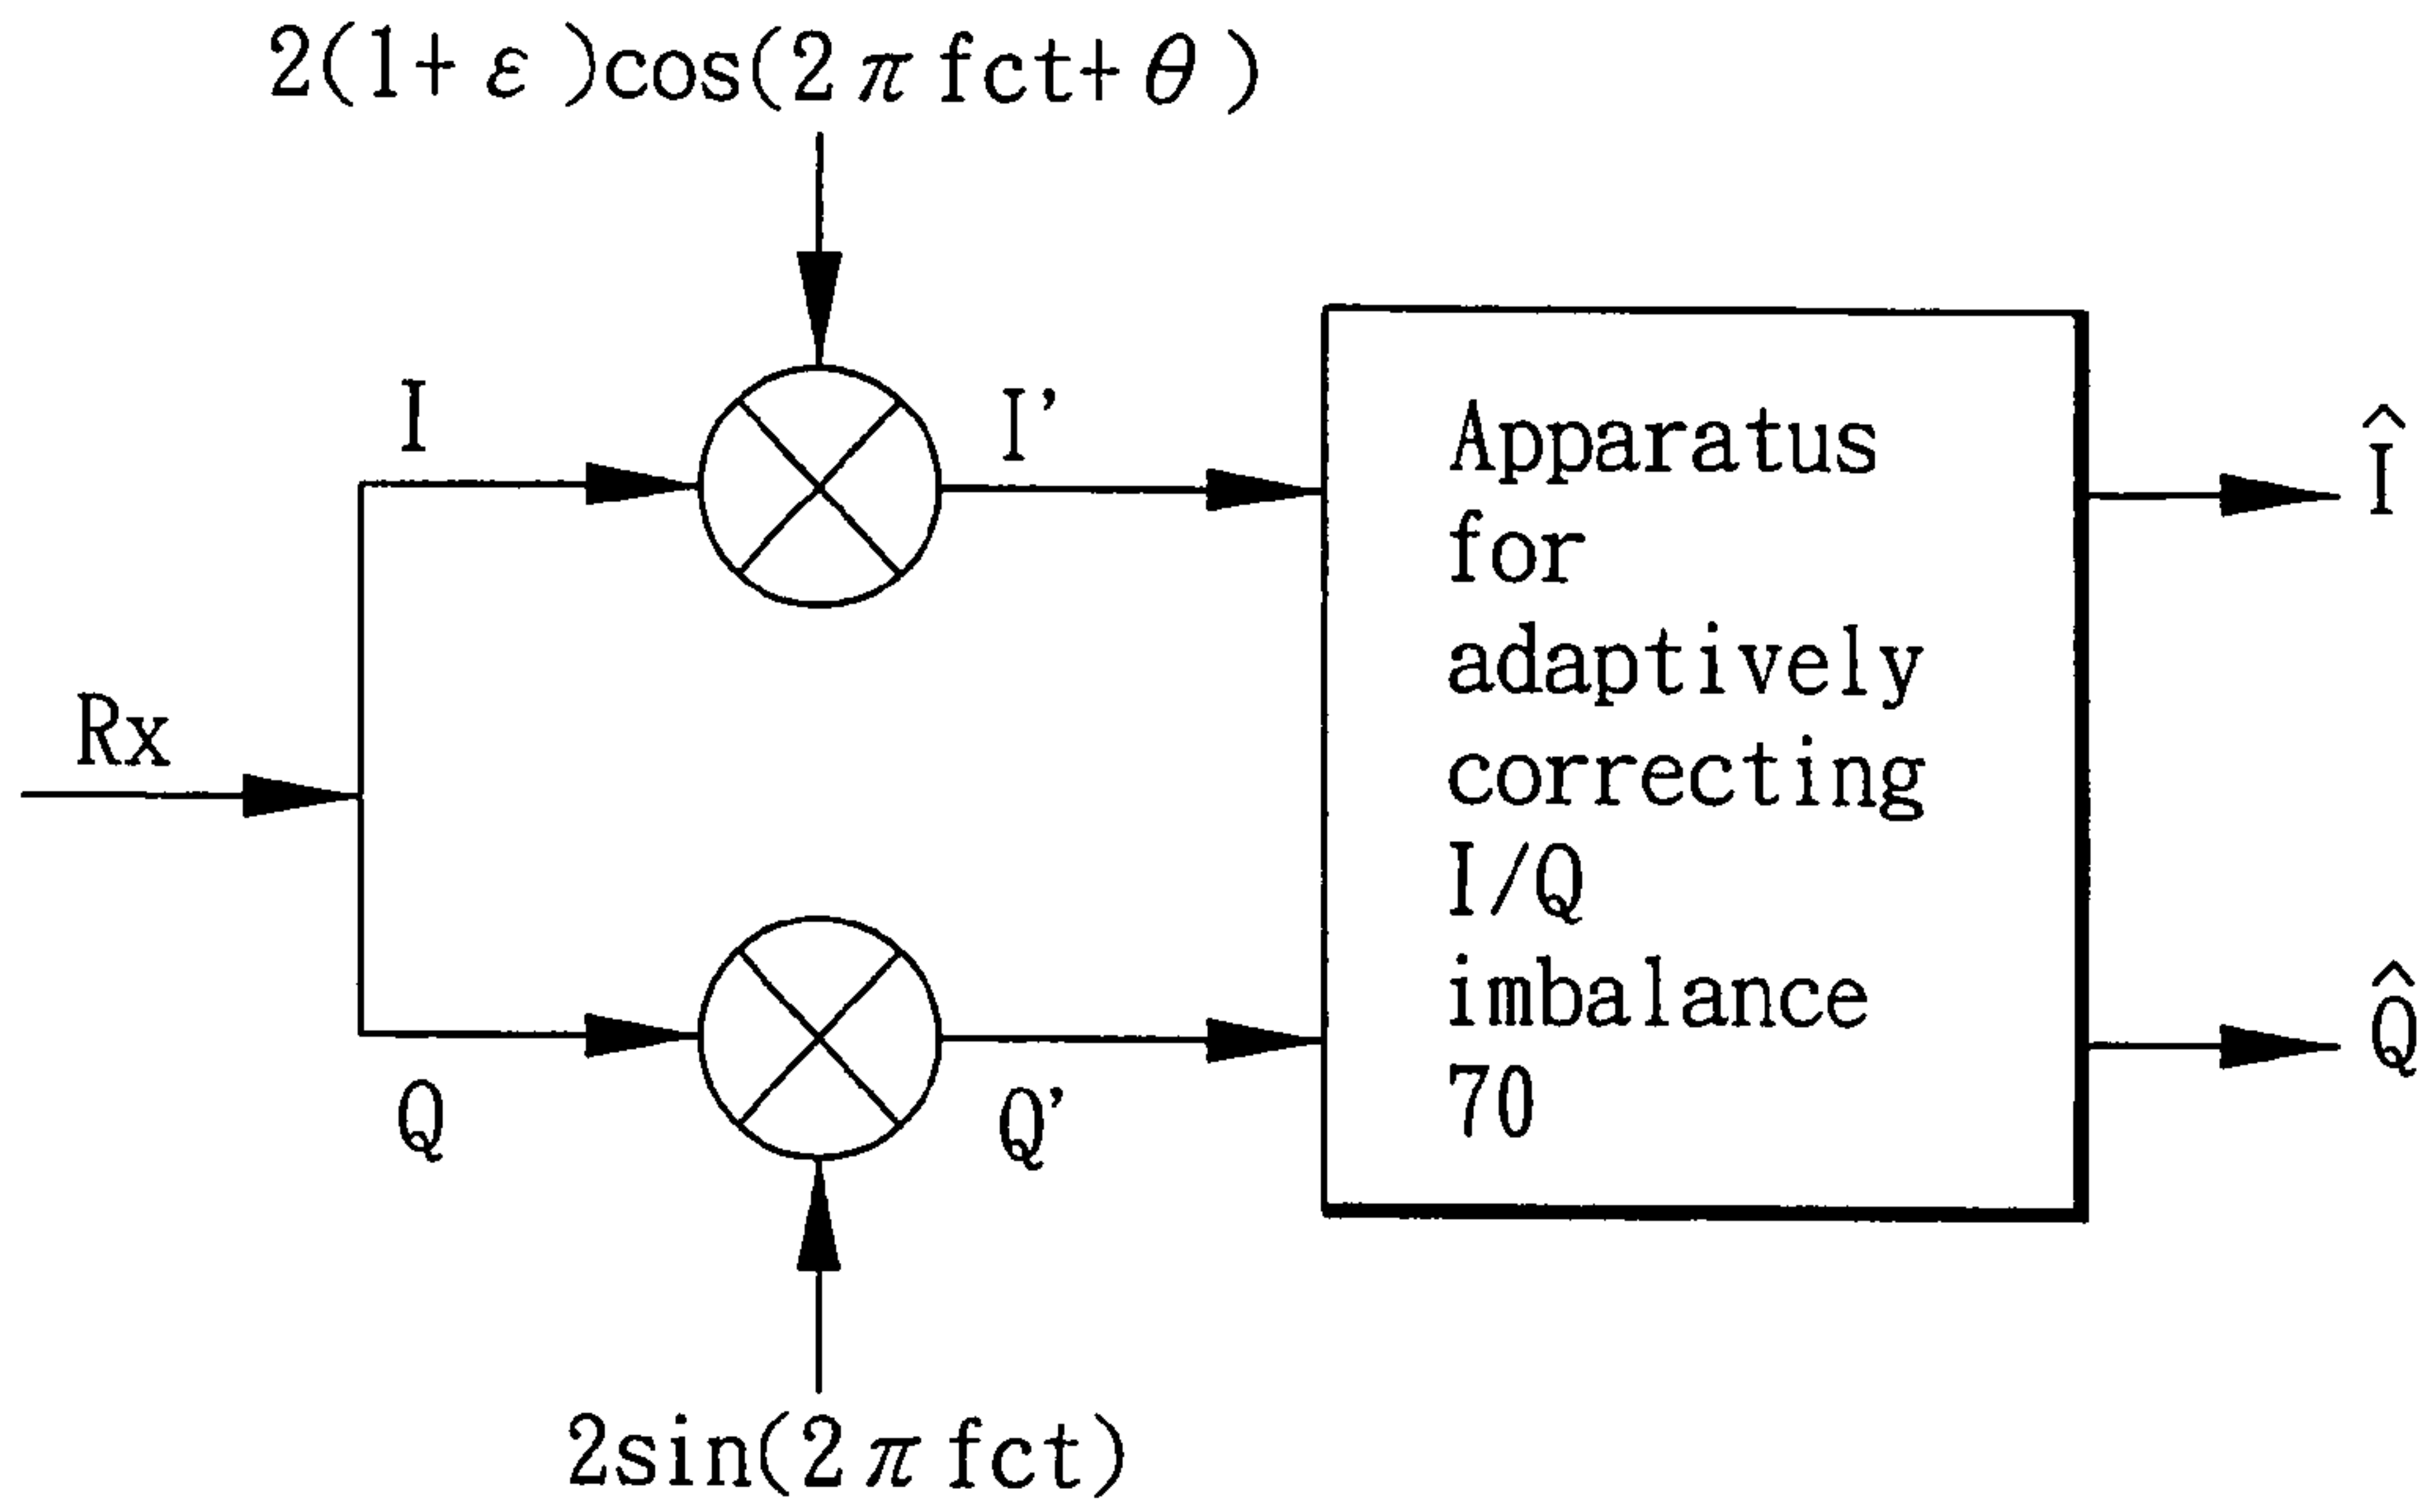 2(1+ε)cos(2πfct+θ)
I
I'
Apparatus
for
adaptively
correcting
I/Q
imbalance
70
Î
Rx
Q
Q'
Q̂
2sin(2πfct)